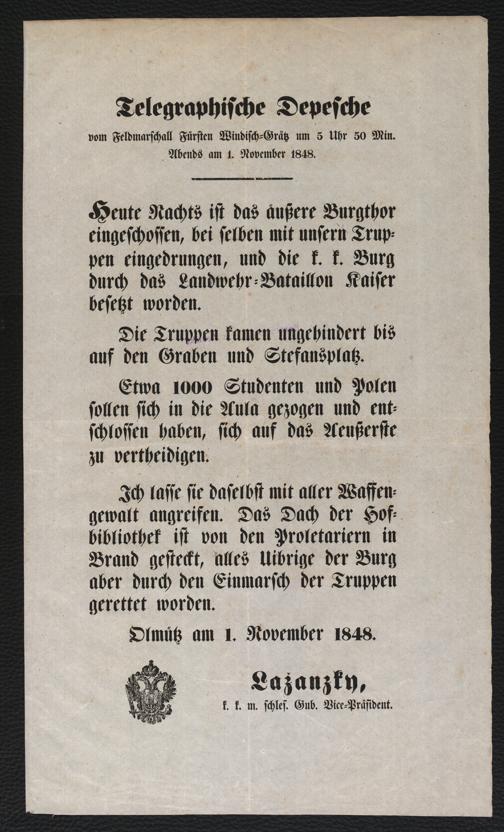 Telegraphische Depesche
vom Feldmarschall Fürsten Windisch-Grätz um 5 Uhr 50 Min.
Abends am 1. November 1848.
Heute Nachts ist das äußere Burgthor
eingeschossen, bei selben mit unsern Trup-
pen eingedrungen, und die k. k. Burg
durch das Landwehr-Bataillon Kaiser
besetzt worden.
Die Truppen kamen ungehindert bis
auf den Graben und Stefansplatz.
Etwa 1000 Studenten und Polen
sollen sich in die Aula gezogen und ent-
schlossen haben, sich auf das Aeußerste
zu vertheidigen.
Ich lasse sie daselbst mit aller Waffen-
gewalt angreifen. Das Dach der Hof-
bibliothek ist von den Proletariern in
Brand gesteckt, alles Uibrige der Burg
aber durch den Einmarsch der Truppen
gerettet worden.
Olmütz am 1. November 1848.
Lažanzky,
k. k. m. schles. Gub. Vice-Präsident.